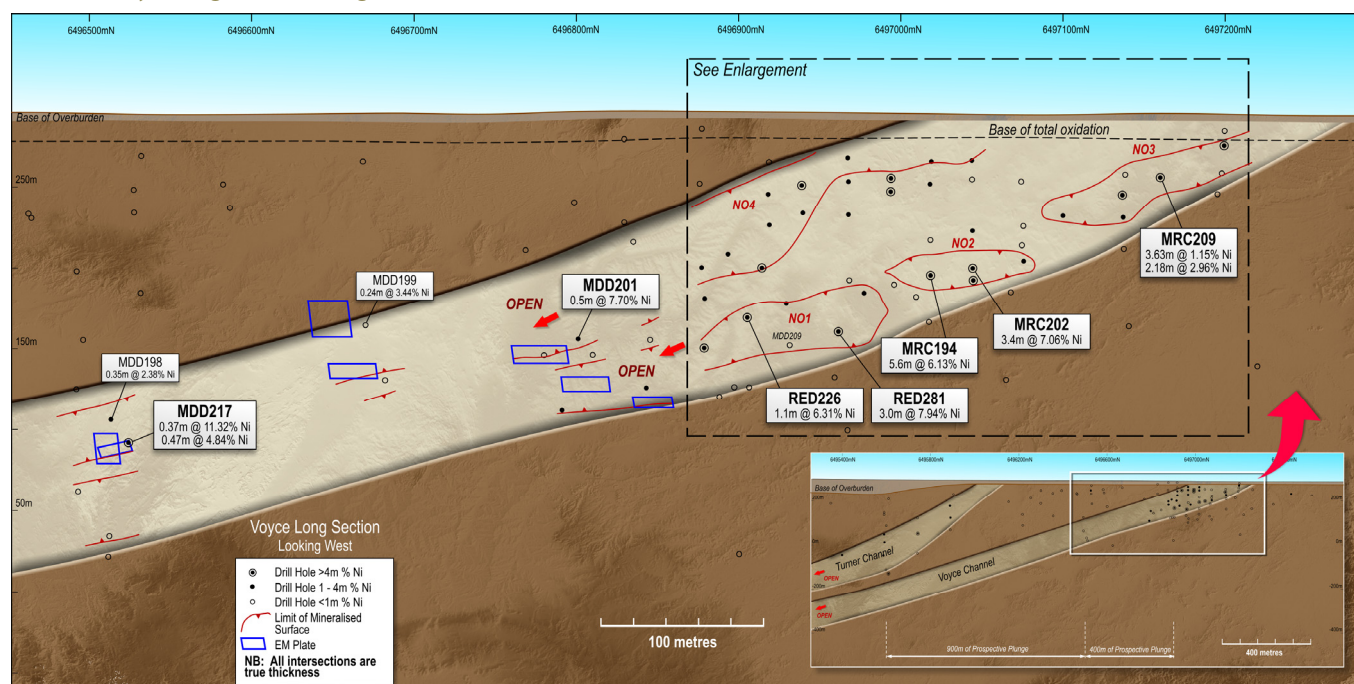 6496500mN
6496600mN
6496700mN
6496800mN
6496900mN
6497000mN
6497100mN
6497200mN
See Enlargement
Base of Overburden
Base of total oxidation
250m
150m
50m
NO4
NO3
NO2
NO1
MDD209
MRC209
3.63m @ 1.15% Ni
2.18m @ 2.96% Ni
MRC202
3.4m @ 7.06% Ni
MRC194
5.6m @ 6.13% Ni
RED226
1.1m @ 6.31% Ni
RED281
3.0m @ 7.94% Ni
MDD201
0.5m @ 7.70% Ni
OPEN
OPEN
MDD199
0.24m @ 3.44% Ni
MDD198
0.35m @ 2.38% Ni
MDD217
0.37m @ 11.32% Ni
0.47m @ 4.84% Ni
Voyce Long Section
Looking West
Drill Hole >4m % Ni
Drill Hole 1 - 4m % Ni
Drill Hole <1m % Ni
Limit of Mineralised
Surface
EM Plate
NB: All intersections are
true thickness
100 metres
6495800mN
6496200mN
6496600mN
6497000mN
Base of Overburden
Turner Channel
Voyce Channel
OPEN
OPEN
900m of Prospective Plunge
400m of Prospective Plunge
400 metres